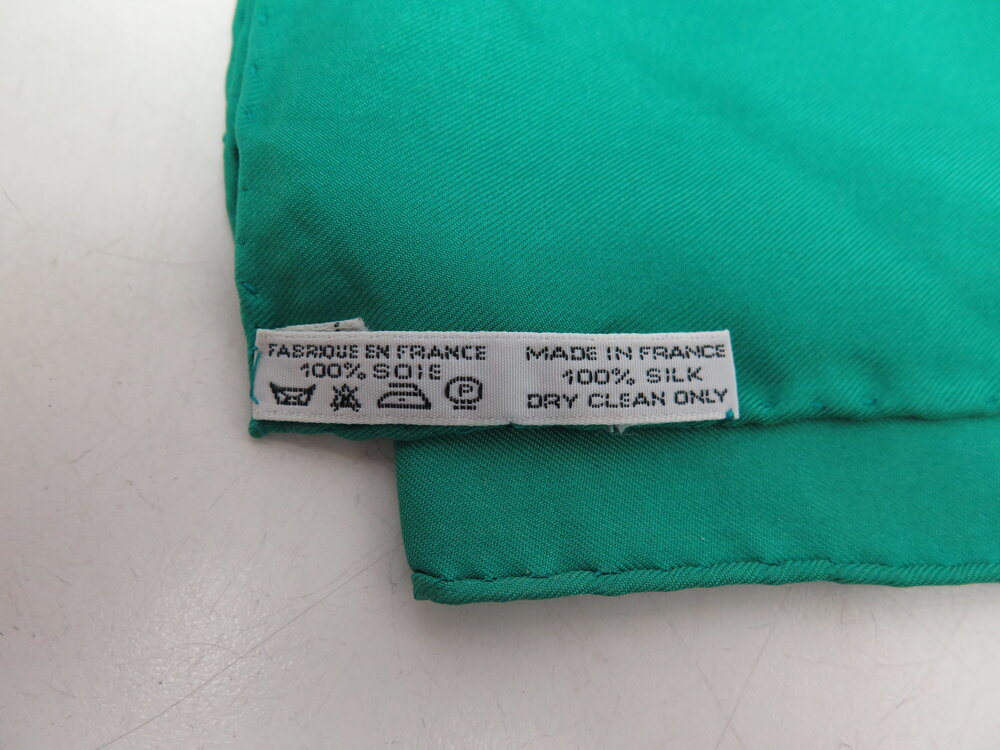 FABRIQUE EN FRANCE
100% SOIE
P
MADE IN FRANCE
100% SILK
DRY CLEAN ONLY